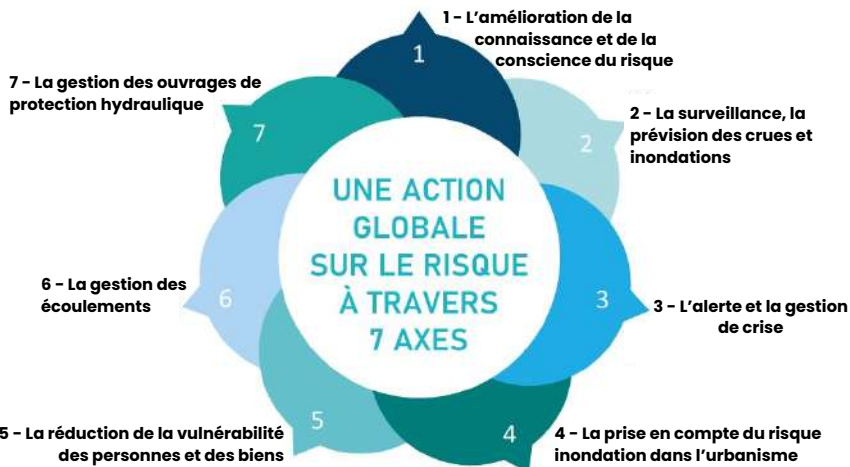 1 - L'amélioration de la
connaissance et de la
conscience du risque
2 - La surveillance, la
prévision des crues et
inondations
3 - L'alerte et la gestion
de crise
4 - La prise en compte du risque
inondation dans l'urbanisme
5 - La réduction de la vulnérabilité
des personnes et des biens
6 - La gestion des
écoulements
7 - La gestion des ouvrages de
protection hydraulique
1
2
3
4
5
6
7
UNE ACTION
GLOBALE
SUR LE RISQUE
À TRAVERS
7 AXES